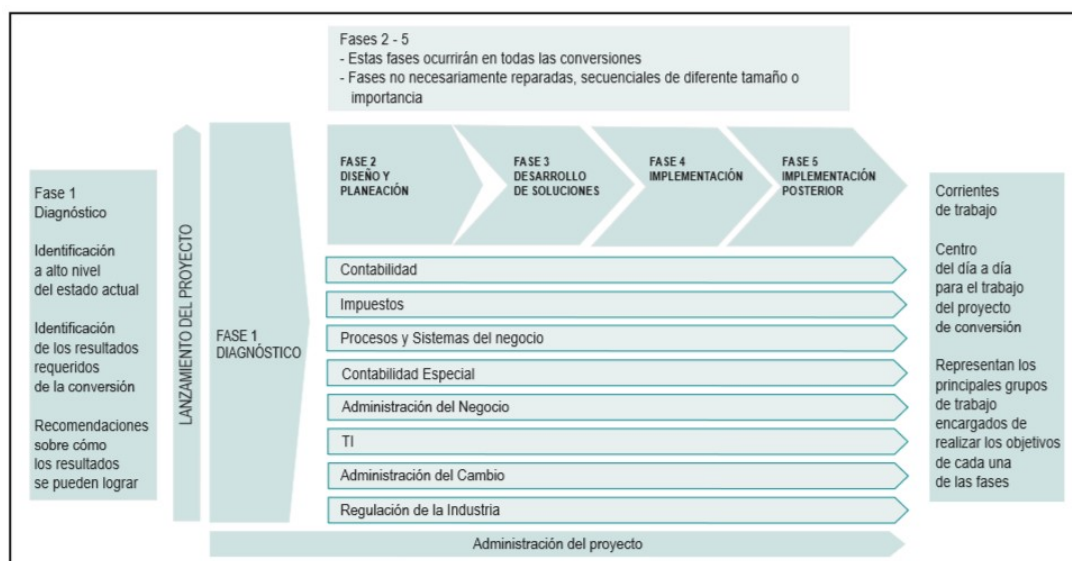 Fases 2 - 5
- Estas fases ocurrirán en todas las conversiones
- Fases no necesariamente reparadas, secuenciales de diferente tamaño o
importancia
Fase 1
Diagnóstico
Identificación
a alto nivel
del estado actual
Identificación
de los resultados
requeridos
de la conversión
Recomendaciones
sobre cómo
los resultados
se pueden lograr
LANZAMIENTO DEL PROYECTO
FASE 1
DIAGNÓSTICO
FASE 2
DISEÑO Y
PLANEACIÓN
FASE 3
DESARROLLO
DE SOLUCIONES
FASE 4
IMPLEMENTACIÓN
FASE 5
IMPLEMENTACIÓN
POSTERIOR
Contabilidad
Impuestos
Procesos y Sistemas del negocio
Contabilidad Especial
Administración del Negocio
TI
Administración del Cambio
Regulación de la Industria
Administración del proyecto
Corrientes
de trabajo
Centro
del día a día
para el trabajo
del proyecto
de conversión
Representan los
principales grupos
de trabajo
encargados de
realizar los objetivos
de cada una
de las fases